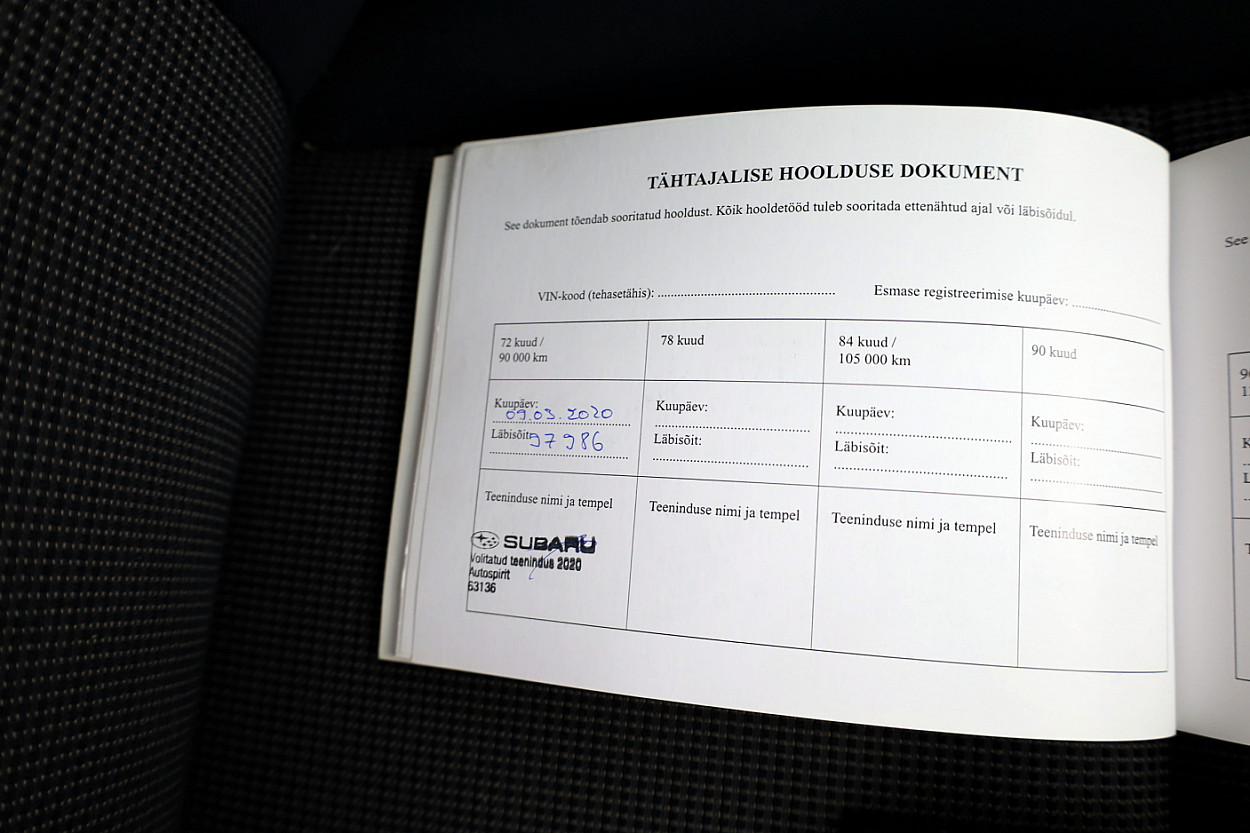 TÄHTAJALISE HOOLDUSE DOKUMENT
See dokument tõendab sooritatud hooldust. Kõik hooldetööd tuleb sooritada ettenähtud ajal või läbisõidul.
VIN-kood (tehasetähis): Esmase registreerimise kuupäev:
72 kuud /
90 000 km
78 kuud
84 kuud /
105 000 km
90 kuud
Kuupäev:
09.03.2020
Läbisõit: 97986
Kuupäev:
Läbisõit:
Kuupäev:
Läbisõit:
Kuupäev:
Läbisõit:
Teeninduse nimi ja tempel
SUBARU
Volitatud teenindus 2020
Autospirit
63136
Teeninduse nimi ja tempel
Teeninduse nimi ja tempel
Teeninduse nimi ja tempel
See